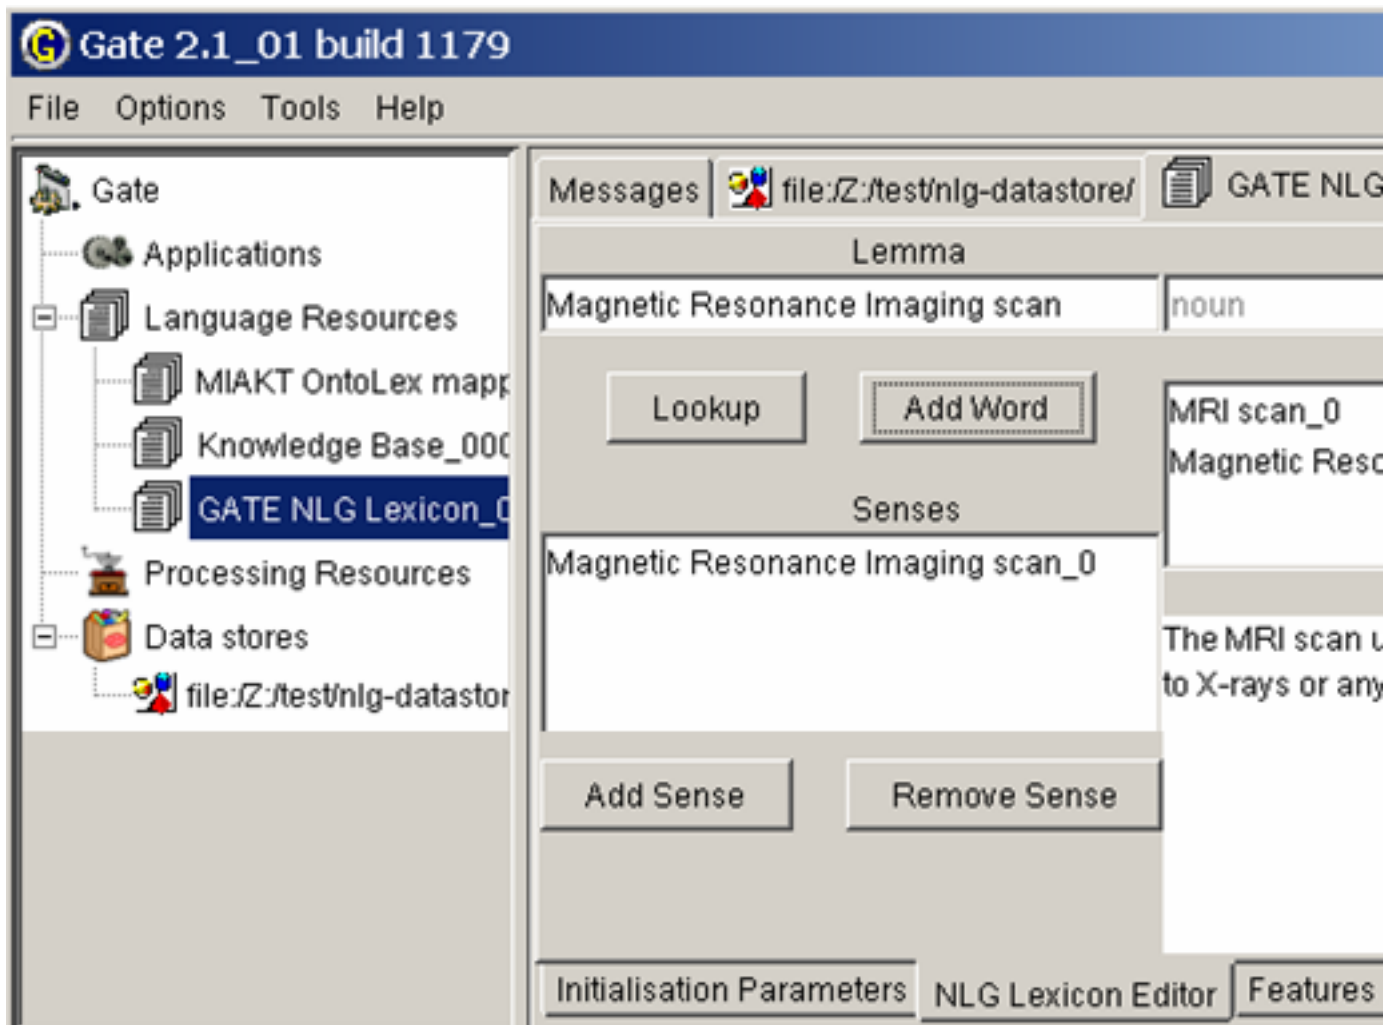 Gate 2.1_01 build 1179
File Options Tools Help
Gate
Applications
Language Resources
MIAKT OntoLex mapp
Knowledge Base_000
GATE NLG Lexicon_0
Processing Resources
Data stores
file:/Z:/test/nlg-datastor
Messages file:/Z:/test/nlg-datastore/ GATE NLG
Lemma
Magnetic Resonance Imaging scan noun
Lookup Add Word
MRI scan_0
Magnetic Reso
Senses
Magnetic Resonance Imaging scan_0
The MRI scan u
to X-rays or any
Add Sense Remove Sense
Initialisation Parameters NLG Lexicon Editor Features